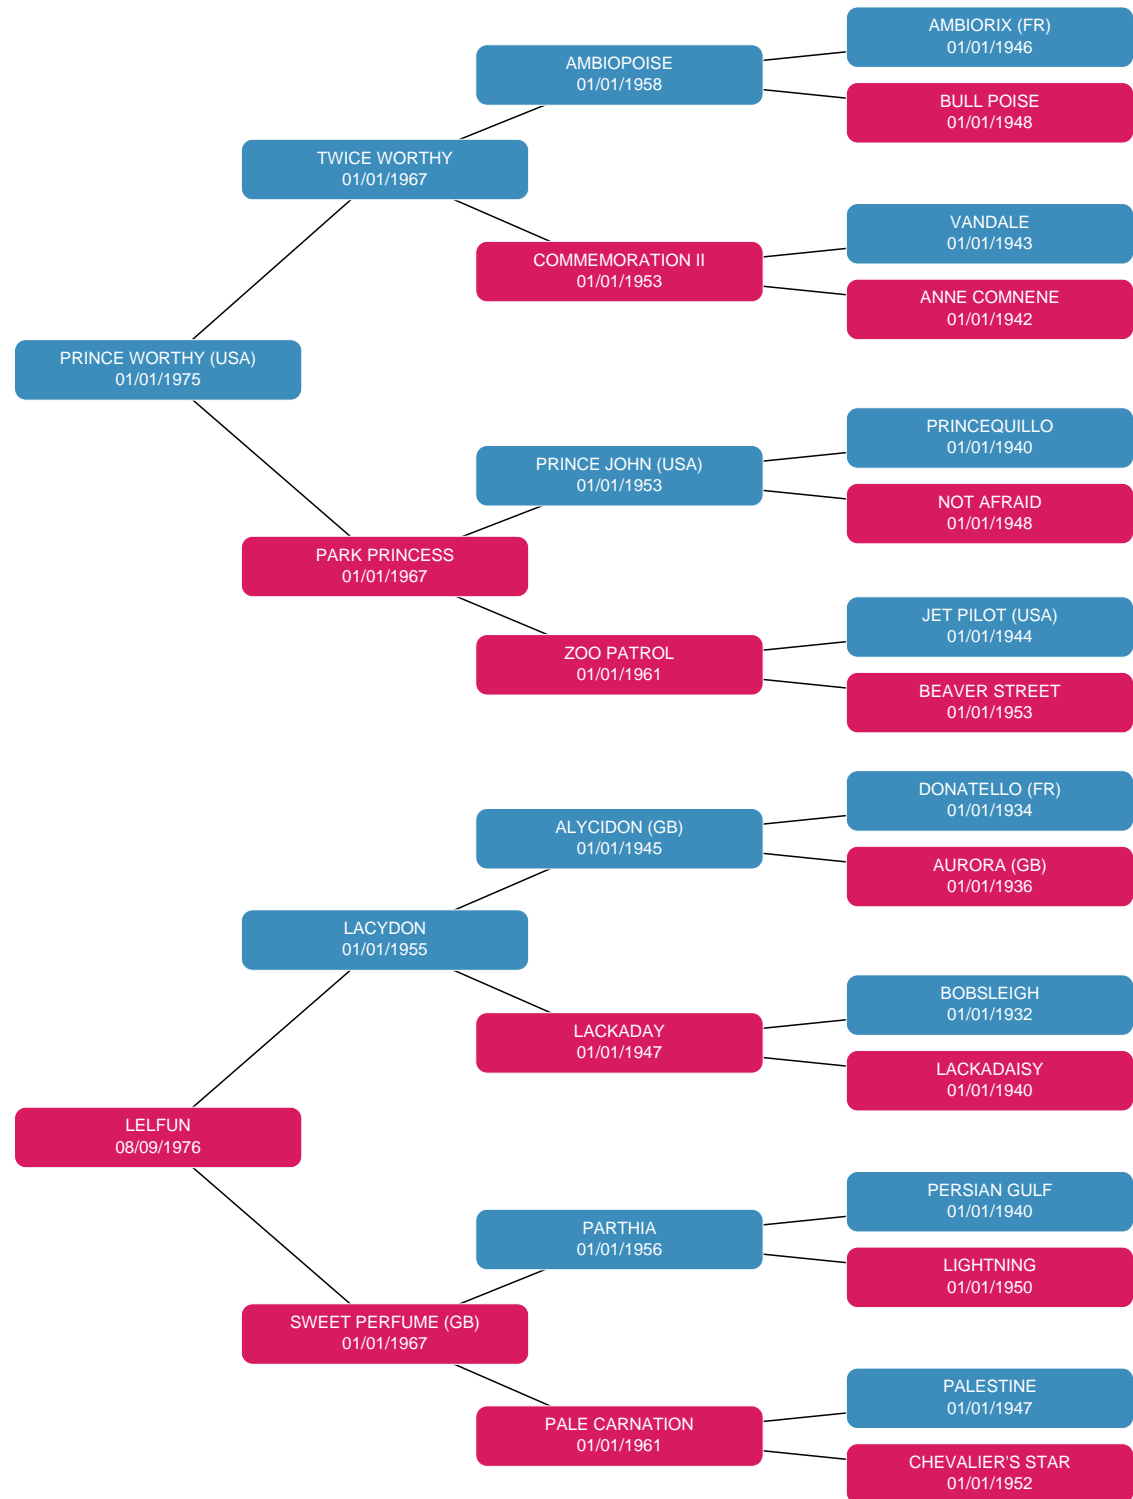 AMBIORIX (FR)
01/01/1946
AMBIOPOISE
01/01/1958
BULL POISE
01/01/1948
TWICE WORTHY
01/01/1967
VANDALE
01/01/1943
COMMEMORATION II
01/01/1953
ANNE COMNENE
01/01/1942
PRINCE WORTHY (USA)
01/01/1975
PRINCEQUILLO
01/01/1940
PRINCE JOHN (USA)
01/01/1953
NOT AFRAID
01/01/1948
PARK PRINCESS
01/01/1967
JET PILOT (USA)
01/01/1944
ZOO PATROL
01/01/1961
BEAVER STREET
01/01/1953
DONATELLO (FR)
01/01/1934
ALYCIDON (GB)
01/01/1945
AURORA (GB)
01/01/1936
LACYDON
01/01/1955
BOBSLEIGH
01/01/1932
LACKADAY
01/01/1947
LACKADAISY
01/01/1940
LELFUN
08/09/1976
PERSIAN GULF
01/01/1940
PARTHIA
01/01/1956
LIGHTNING
01/01/1950
SWEET PERFUME (GB)
01/01/1967
PALESTINE
01/01/1947
PALE CARNATION
01/01/1961
CHEVALIER'S STAR
01/01/1952